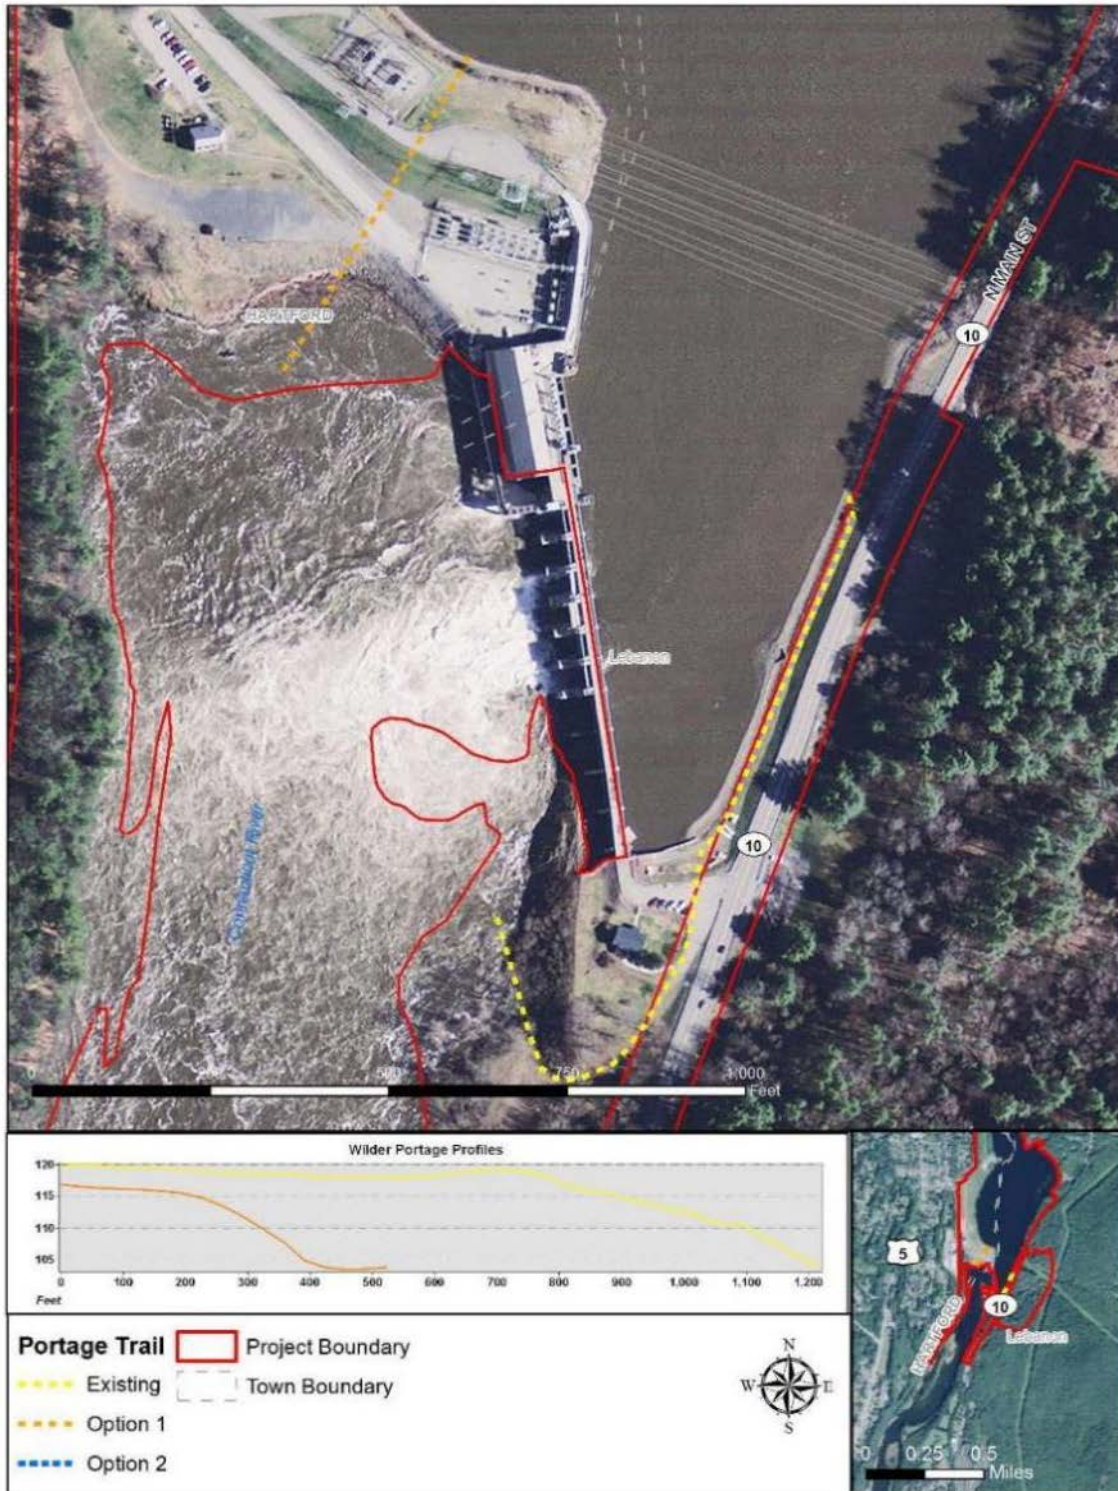 N MAIN ST
10
HARTFORD
Lebanon
10
Connecticut River
0 250 500 750 1,000
Feet
Wilder Portage Profiles
120
115
110
105
0 100 200 300 400 500 600 700 800 900 1,000 1,100 1,200
Feet
5
10
HARTFORD
Lebanon
0 0.25 0.5
Miles
Portage Trail
Project Boundary
Existing
Town Boundary
Option 1
Option 2
N
W E
S